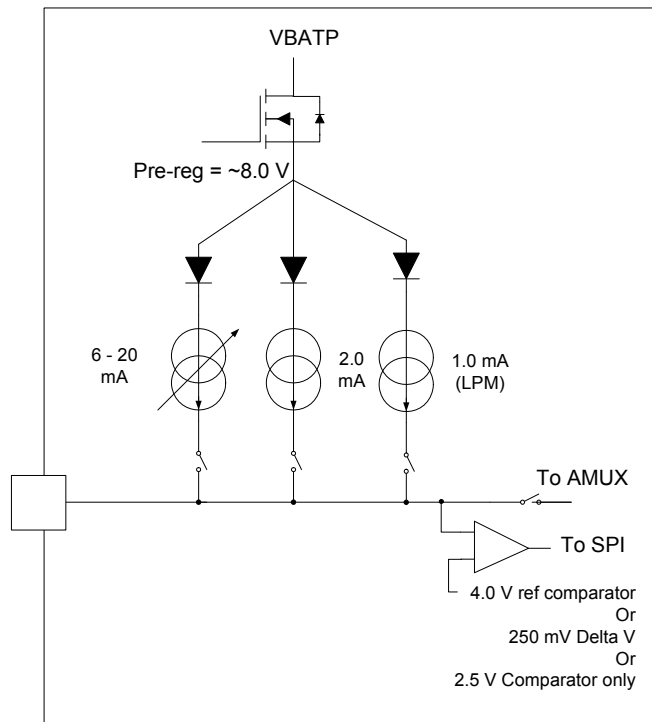 VBATP
Pre-reg = ~8.0 V
6 - 20
mA
2.0
mA
1.0 mA
(LPM)
To AMUX
To SPI
4.0 V ref comparator
Or
250 mV Delta V
Or
2.5 V Comparator only